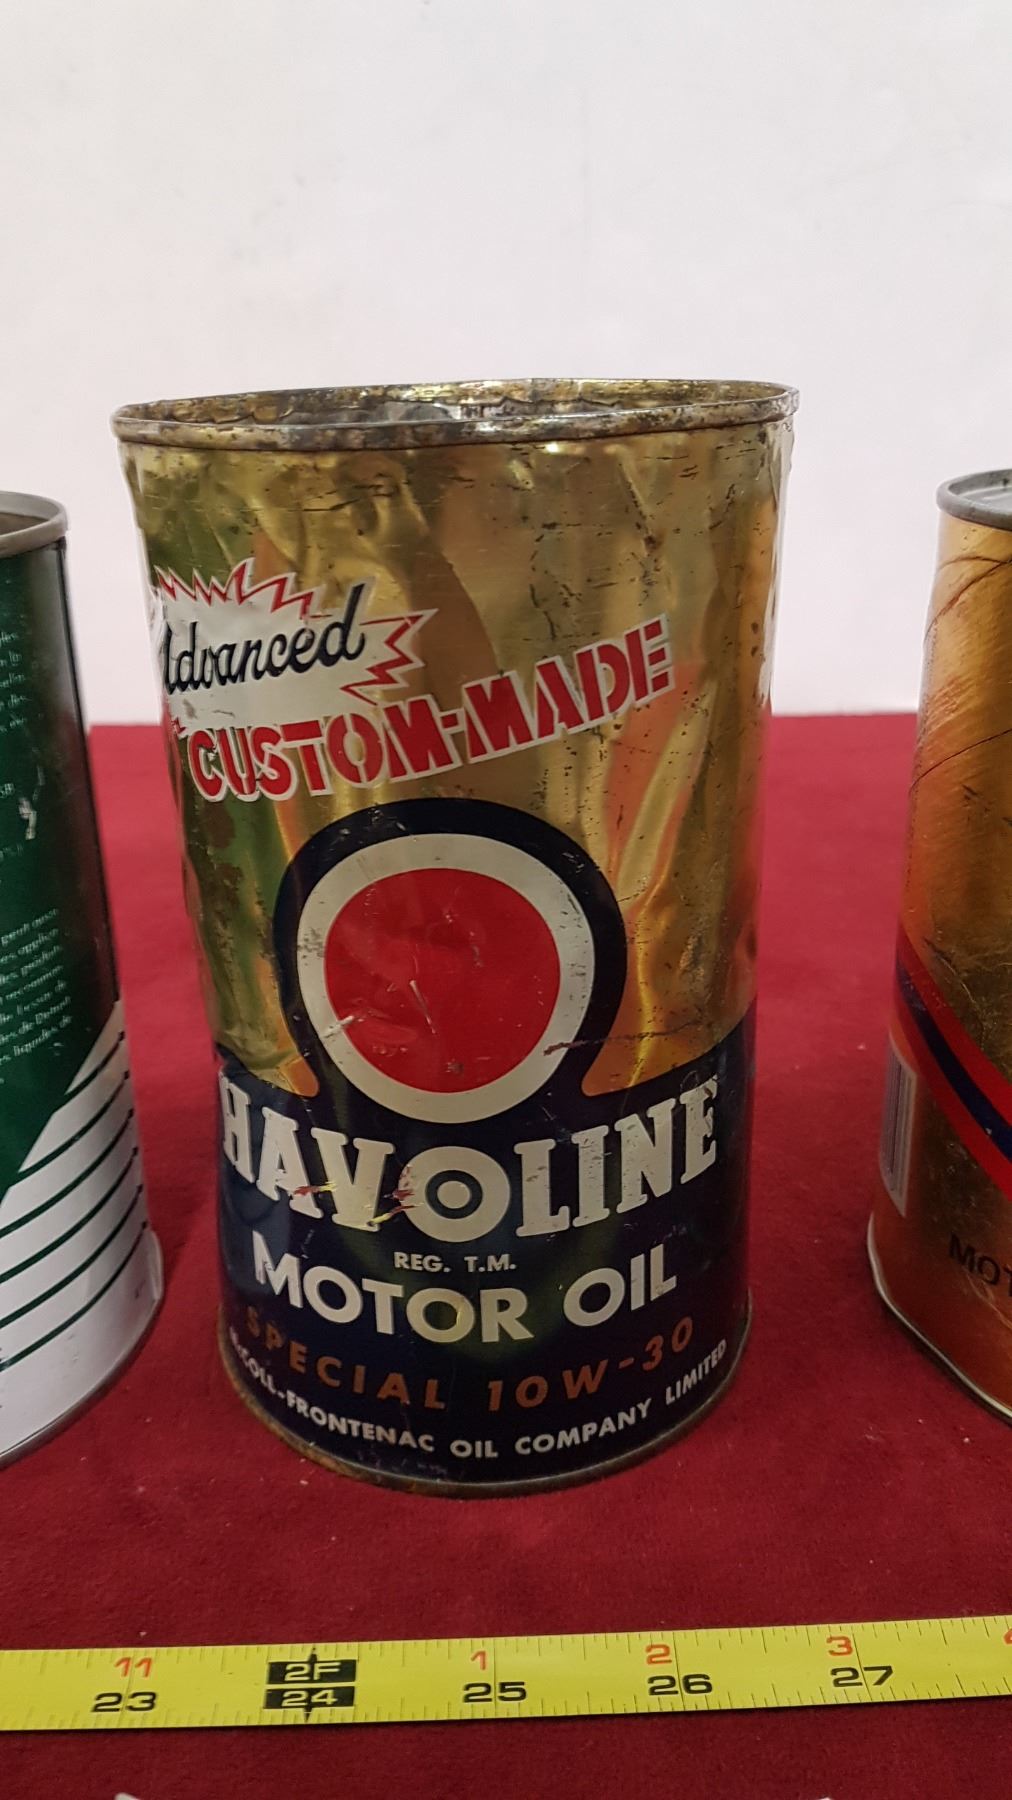 Advanced
CUSTOM-MADE
HAVOLINE
REG. T.M.
MOTOR OIL
SPECIAL 10W-30
McCOLL-FRONTENAC OIL COMPANY LIMITED
11 2F 1 2 3
23 24 25 26 27